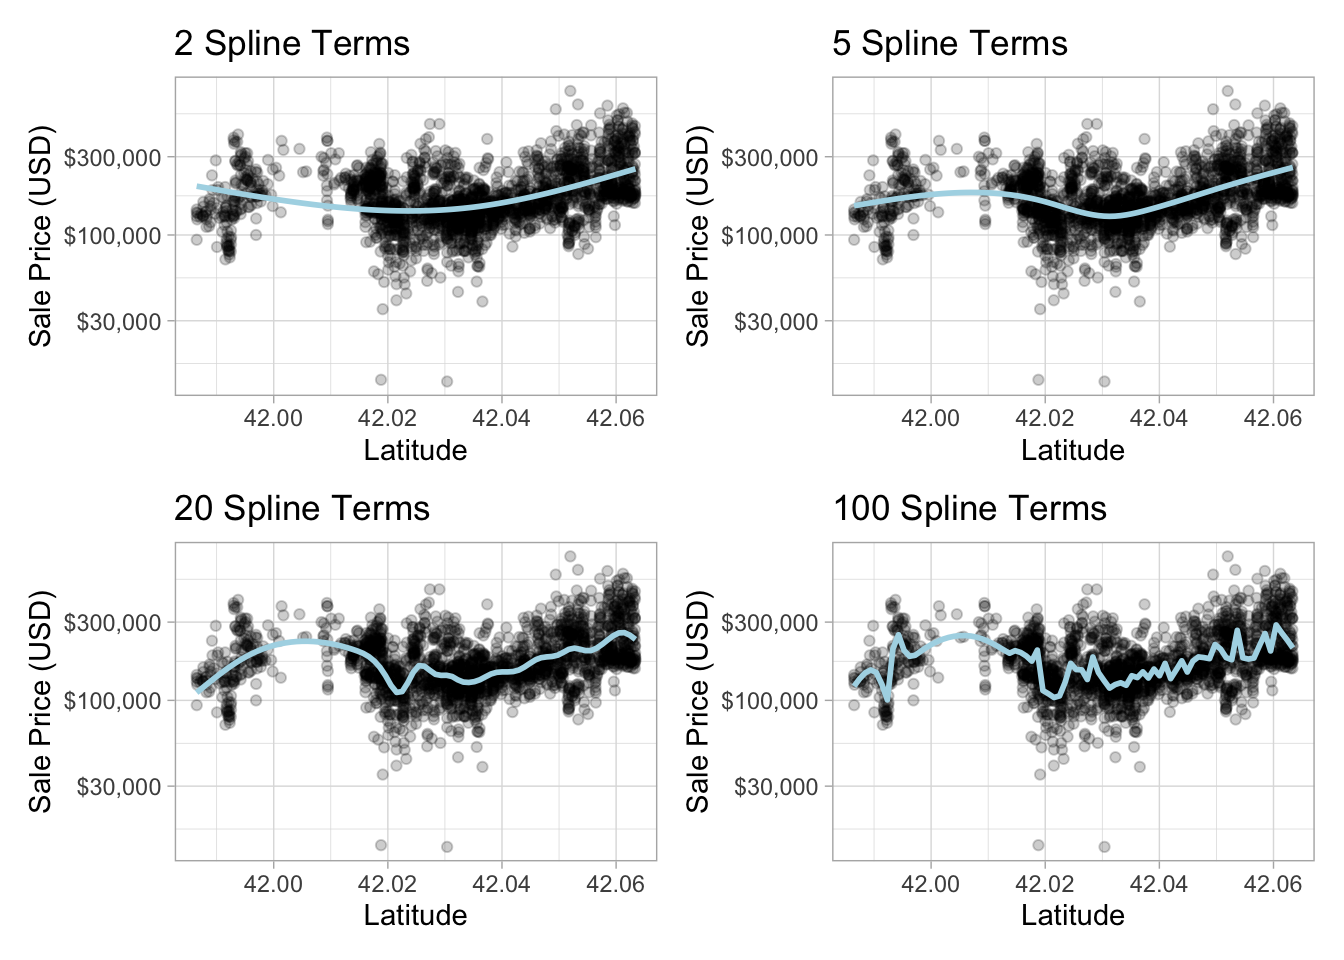 2 Spline Terms
Sale Price (USD)
$300,000
$100,000
$30,000
42.00 42.02 42.04 42.06
Latitude
5 Spline Terms
Sale Price (USD)
$300,000
$100,000
$30,000
42.00 42.02 42.04 42.06
Latitude
20 Spline Terms
Sale Price (USD)
$300,000
$100,000
$30,000
42.00 42.02 42.04 42.06
Latitude
100 Spline Terms
Sale Price (USD)
$300,000
$100,000
$30,000
42.00 42.02 42.04 42.06
Latitude